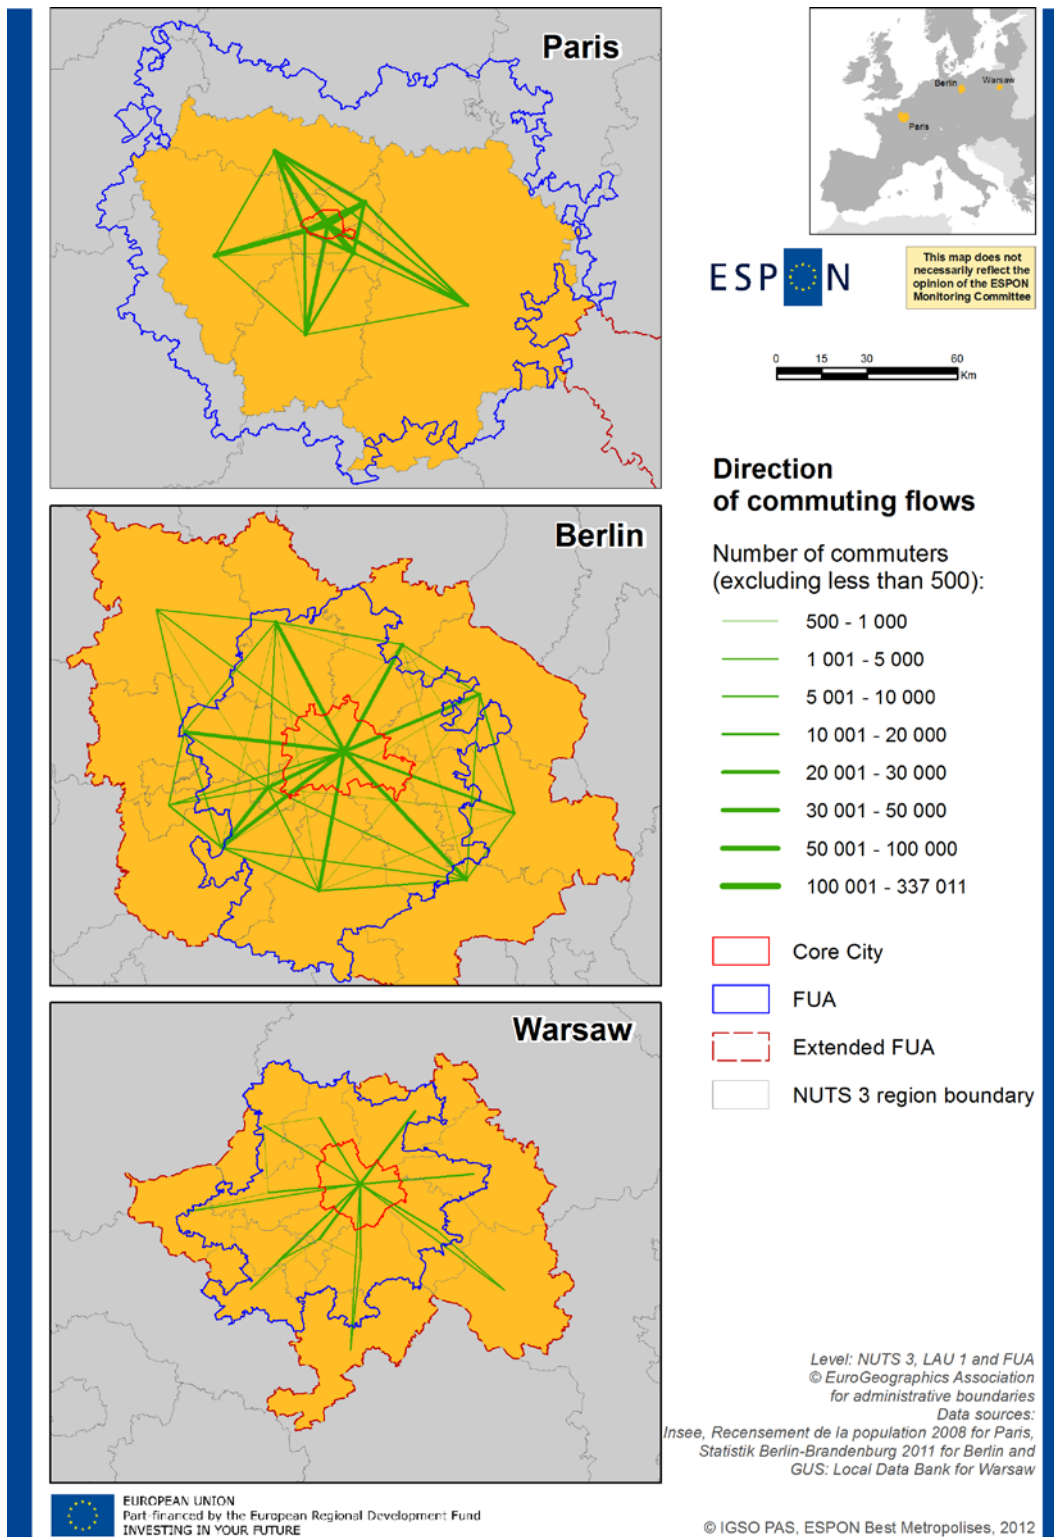 Paris
Berlin
Warsaw
Paris
ESPON
This map does not
necessarily reflect the
opinion of the ESPON
Monitoring Committee
0 15 30 60
Km
Direction
of commuting flows
Number of commuters
(excluding less than 500):
500 - 1 000
1 001 - 5 000
5 001 - 10 000
10 001 - 20 000
20 001 - 30 000
30 001 - 50 000
50 001 - 100 000
100 001 - 337 011
Core City
FUA
Extended FUA
NUTS 3 region boundary
Berlin
Warsaw
Level: NUTS 3, LAU 1 and FUA
© EuroGeographics Association
for administrative boundaries
Data sources:
Insee, Recensement de la population 2008 for Paris,
Statistik Berlin-Brandenburg 2011 for Berlin and
GUS: Local Data Bank for Warsaw
EUROPEAN UNION
Part-financed by the European Regional Development Fund
INVESTING IN YOUR FUTURE
© IGSO PAS, ESPON Best Metropolises, 2012